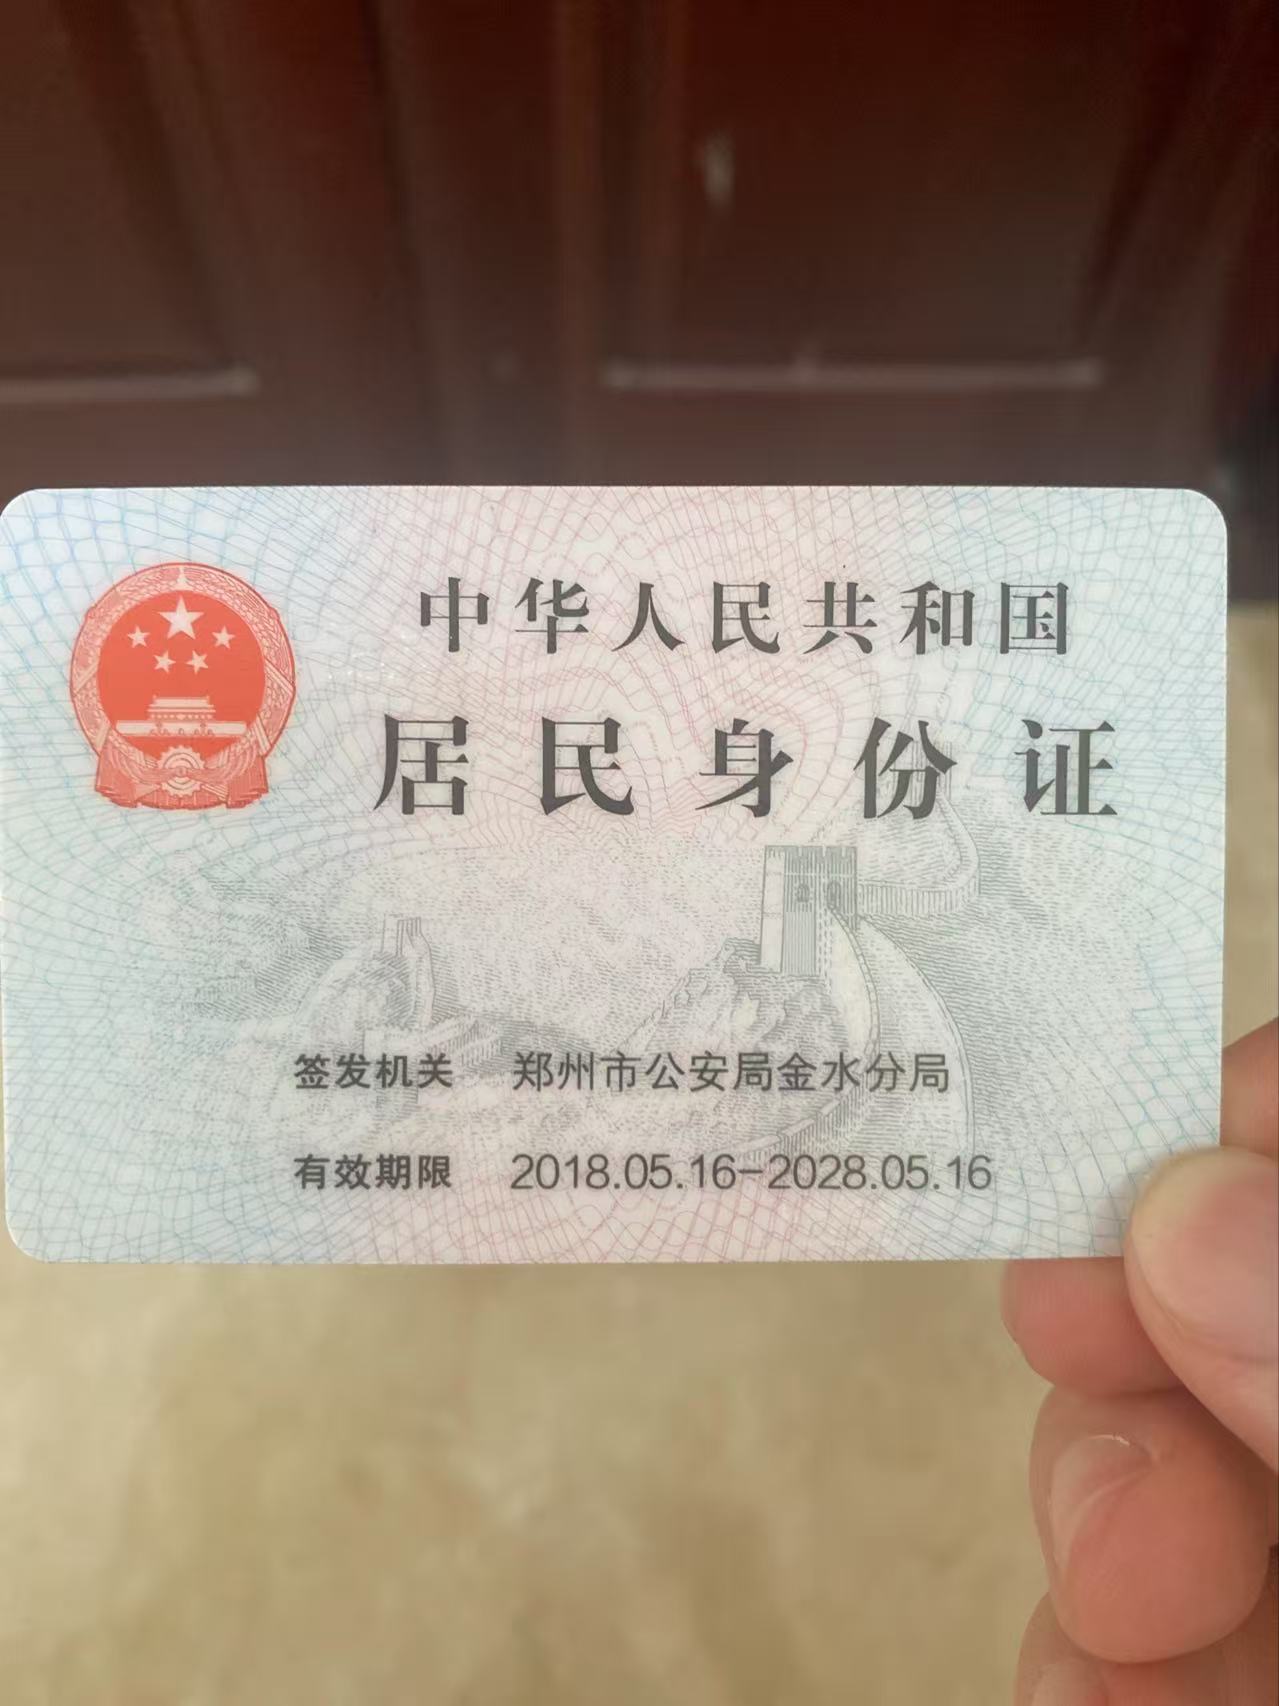 中华人民共和国
居民身份证
签发机关 郑州市公安局金水分局
有效期限 2018.05.16-2028.05.16